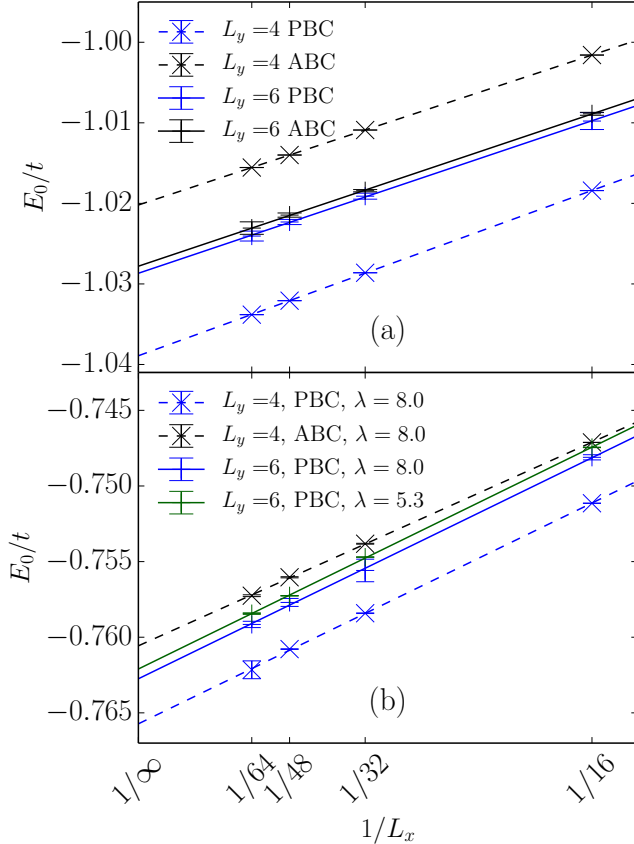 −1.00
−1.01
−1.02
−1.03
−1.04
E₀/t
L_y =4 PBC
L_y =4 ABC
L_y =6 PBC
L_y =6 ABC
(a)
−0.745
−0.750
−0.755
−0.760
−0.765
E₀/t
L_y =4, PBC, λ = 8.0
L_y =4, ABC, λ = 8.0
L_y =6, PBC, λ = 8.0
L_y =6, PBC, λ = 5.3
(b)
1/∞
1/64
1/48
1/32
1/16
1/L_x